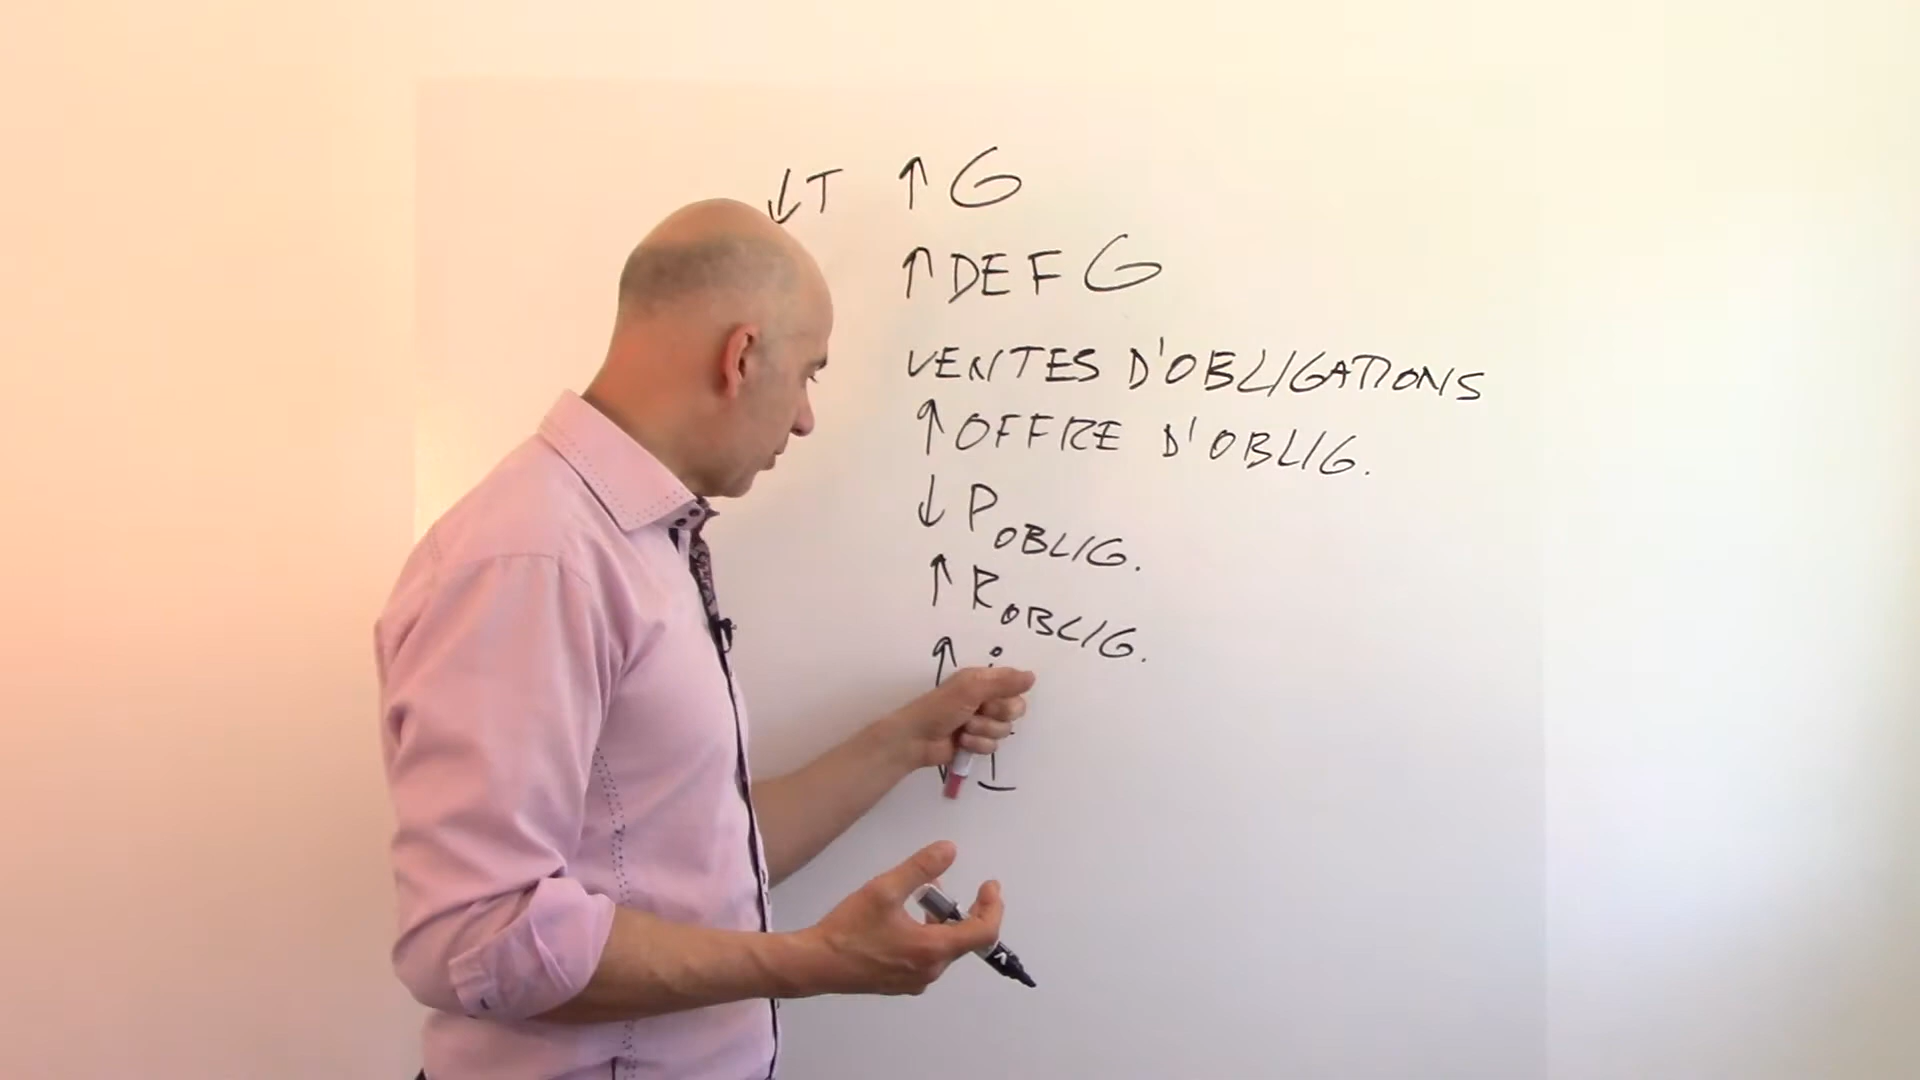 ↓T ↑G
↑DEF G
VENTES D'OBLIGATIONS
↑OFFRE D'OBLIG.
↓P OBLIG.
↑R OBLIG.
↑i
↓I